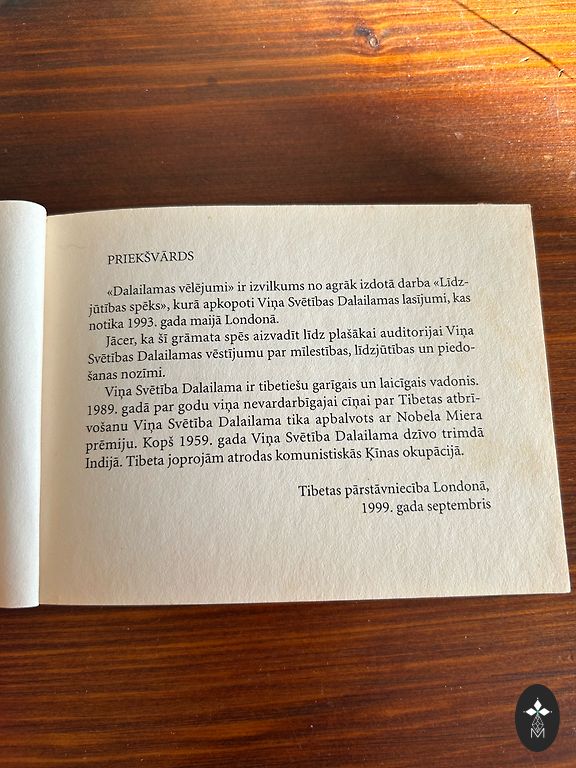 PRIEKŠVĀRDS
«Dalailamas vēlējumi» ir izvilkums no agrāk izdotā darba «Līdz-
jūtības spēks», kurā apkopoti Viņa Svētības Dalailamas lasījumi, kas
notika 1993. gada maijā Londonā.
Jācer, ka šī grāmata spēs aizvadīt līdz plašākai auditorijai Viņa
Svētības Dalailamas vēstījumu par mīlestības, līdzjūtības un piedo-
šanas nozīmi.
Viņa Svētība Dalailama ir tibetiešu garīgais un laicīgais vadonis.
1989. gadā par godu viņa nevardarbīgajai cīņai par Tibetas atbrī-
vošanu Viņa Svētība Dalailama tika apbalvots ar Nobela Miera
prēmiju. Kopš 1959. gada Viņa Svētība Dalailama dzīvo trimdā
Indijā. Tibeta joprojām atrodas komunistiskās Ķīnas okupācijā.
Tibetas pārstāvniecība Londonā,
1999. gada septembris
M